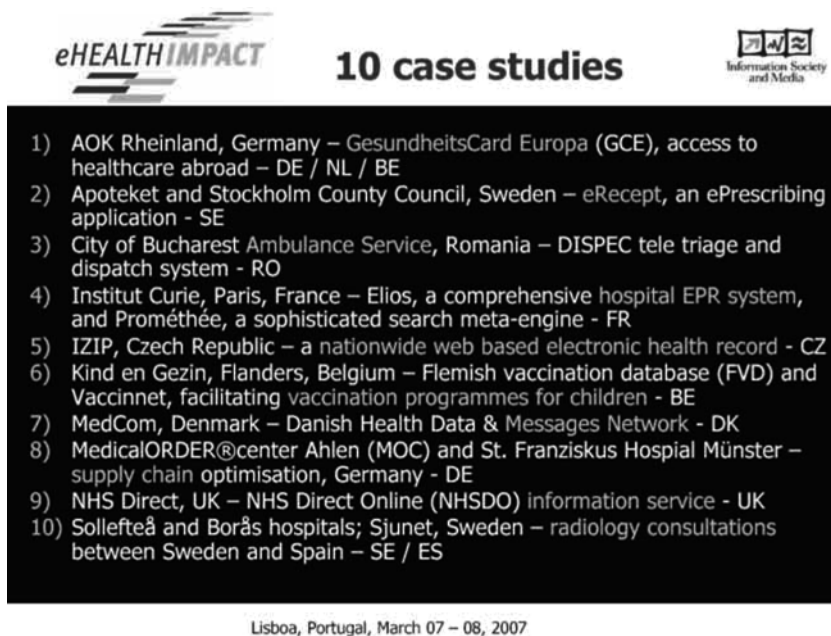 eHEALTH IMPACT
10 case studies
Information Society
and Media
1) AOK Rheinland, Germany – GesundheitsCard Europa (GCE), access to
healthcare abroad – DE / NL / BE
2) Apoteket and Stockholm County Council, Sweden – eRecept, an ePrescribing
application - SE
3) City of Bucharest Ambulance Service, Romania – DISPEC tele triage and
dispatch system - RO
4) Institut Curie, Paris, France – Elios, a comprehensive hospital EPR system,
and Prométhée, a sophisticated search meta-engine - FR
5) IZIP, Czech Republic – a nationwide web based electronic health record - CZ
6) Kind en Gezin, Flanders, Belgium – Flemish vaccination database (FVD) and
Vaccinnet, facilitating vaccination programmes for children - BE
7) MedCom, Denmark – Danish Health Data & Messages Network - DK
8) MedicalORDER®center Ahlen (MOC) and St. Franziskus Hospial Münster –
supply chain optimisation, Germany - DE
9) NHS Direct, UK – NHS Direct Online (NHSDO) information service - UK
10) Sollefteå and Borås hospitals; Sjunet, Sweden – radiology consultations
between Sweden and Spain – SE / ES
Lisboa, Portugal, March 07 – 08, 2007